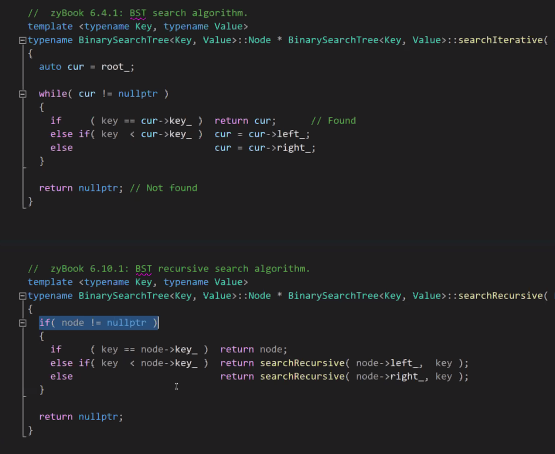 // zyBook 6.4.1: BST search algorithm.
template <typename Key, typename Value>
typename BinarySearchTree<Key, Value>::Node * BinarySearchTree<Key, Value>::searchIterative(
{
auto cur = root_;
while( cur != nullptr )
{
if ( key == cur->key_ ) return cur; // Found
else if( key < cur->key_ ) cur = cur->left_;
else cur = cur->right_;
}
return nullptr; // Not found
}
// zyBook 6.10.1: BST recursive search algorithm.
template <typename Key, typename Value>
typename BinarySearchTree<Key, Value>::Node * BinarySearchTree<Key, Value>::searchRecursive(
{
if( node != nullptr )
{
if ( key == node->key_ ) return node;
else if( key < node->key_ ) return searchRecursive( node->left_, key );
else return searchRecursive( node->right_, key );
}
return nullptr;
}